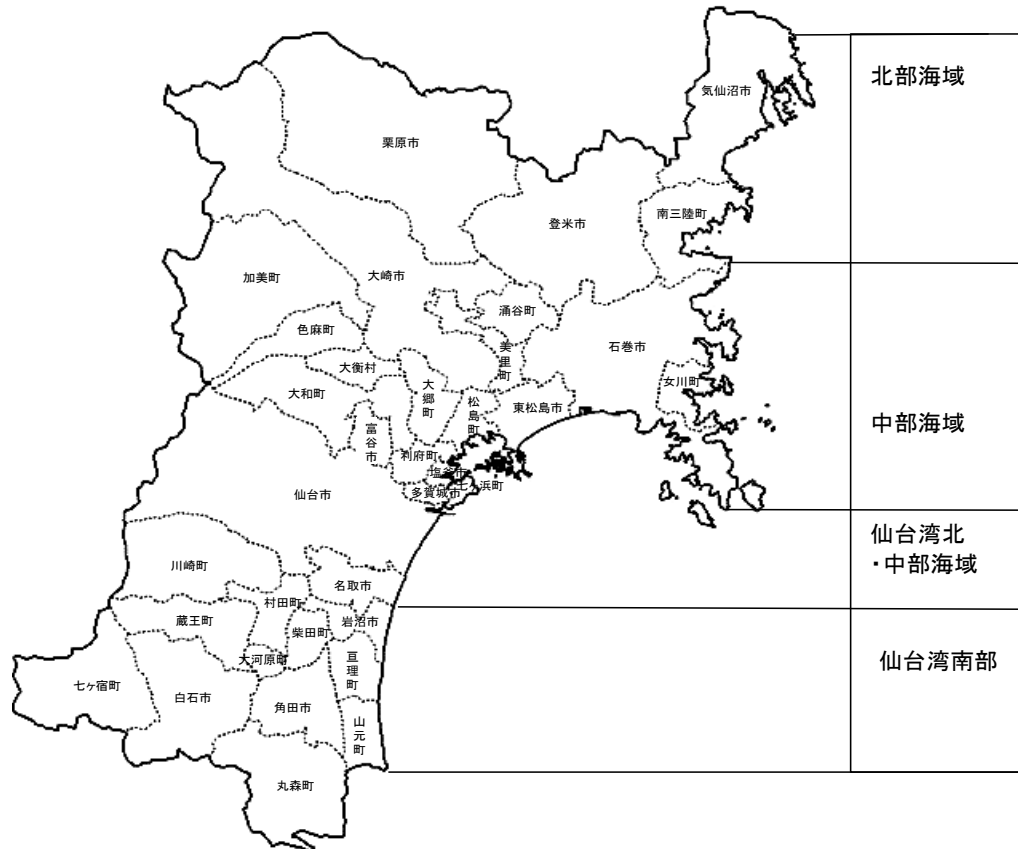 気仙沼市
北部海域
栗原市
登米市
南三陸町
加美町
大崎市
涌谷町
色麻町
美里町
石巻市
大衡村
女川町
大和町
大郷町
松島町
東松島市
中部海域
富谷市
利府町
塩釜市
七ヶ浜町
多賀城市
仙台市
仙台湾北
・中部海域
川崎町
名取市
村田町
蔵王町
柴田町
岩沼市
大河原町
亘理町
仙台湾南部
七ヶ宿町
白石市
角田市
山元町
丸森町